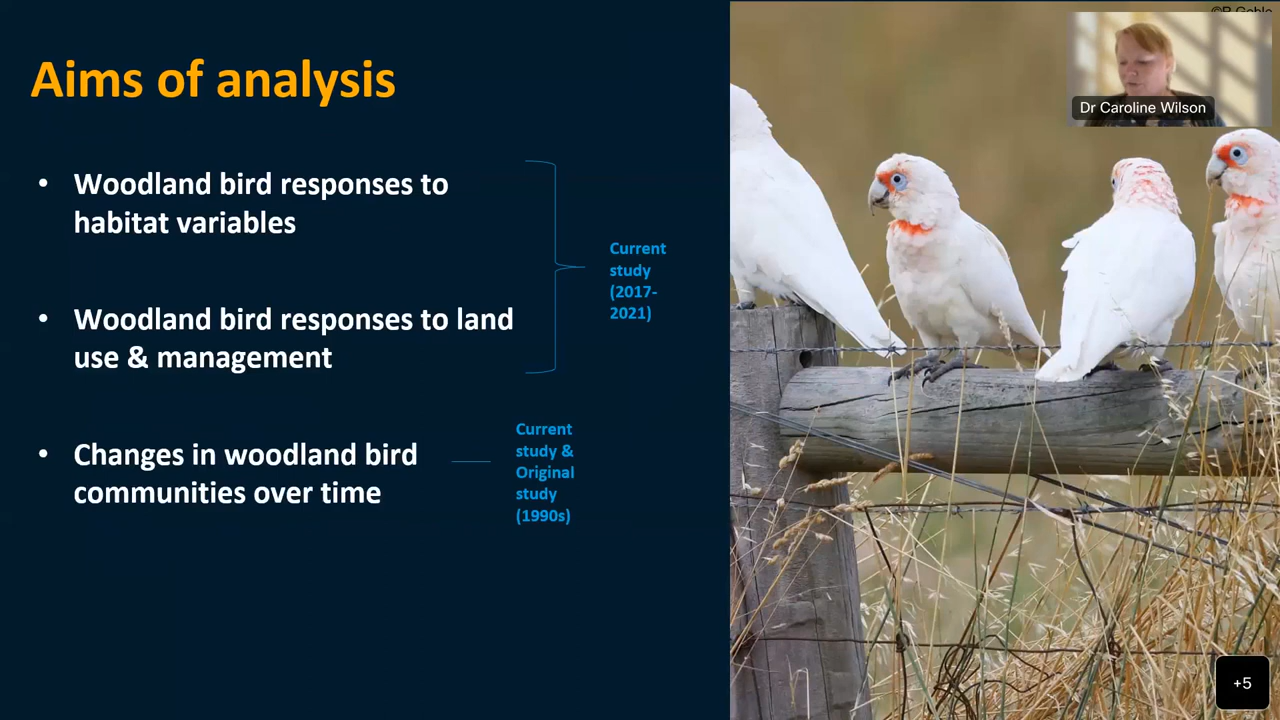 Aims of analysis
• Woodland bird responses to
habitat variables
• Woodland bird responses to land
use & management
• Changes in woodland bird
communities over time
Current
study
(2017-
2021)
Current
study &
Original
study
(1990s)
Dr Caroline Wilson
+5